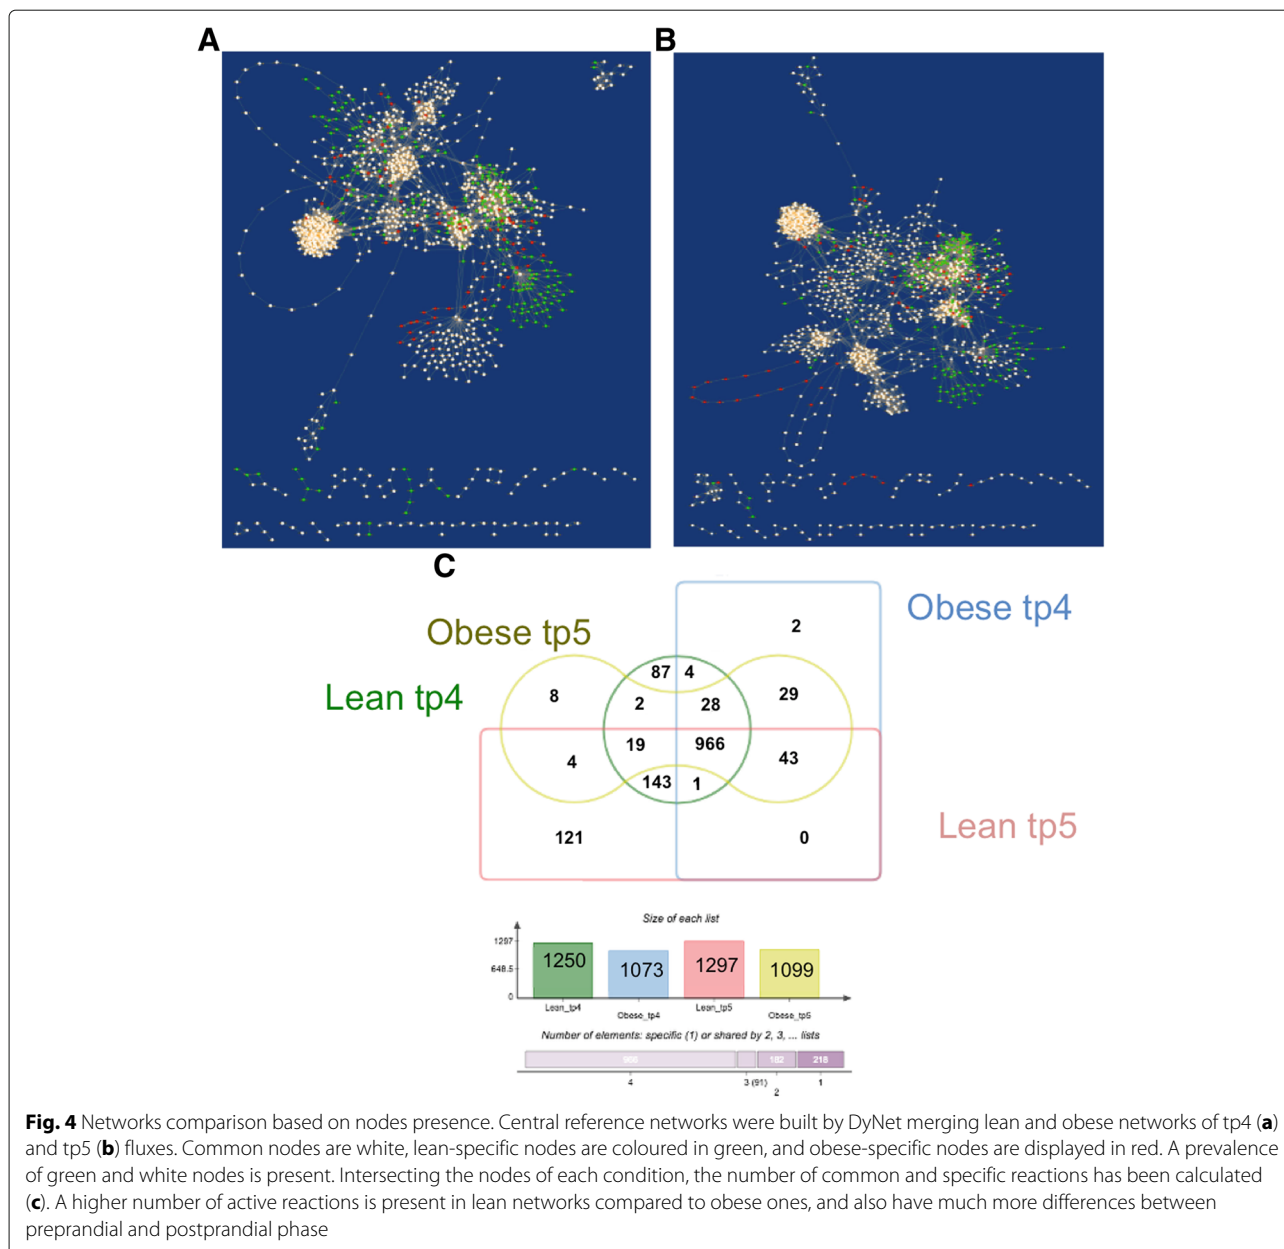 A
B
C
Obese tp4
Obese tp5
Lean tp4
Lean tp5
2
87 4
8
2
28
29
19
966
4
43
143 1
121
0
Size of each list
1297
648.5
0
1250
1073
1297
1099
Lean_tp4
Obese_tp4
Lean_tp5
Obese_tp5
Number of elements: specific (1) or shared by 2, 3, ... lists
966
182
218
4
3 (91)
2
1
Fig. 4 Networks comparison based on nodes presence. Central reference networks were built by DyNet merging lean and obese networks of tp4 (a)
and tp5 (b) fluxes. Common nodes are white, lean-specific nodes are coloured in green, and obese-specific nodes are displayed in red. A prevalence
of green and white nodes is present. Intersecting the nodes of each condition, the number of common and specific reactions has been calculated
(c). A higher number of active reactions is present in lean networks compared to obese ones, and also have much more differences between
preprandial and postprandial phase